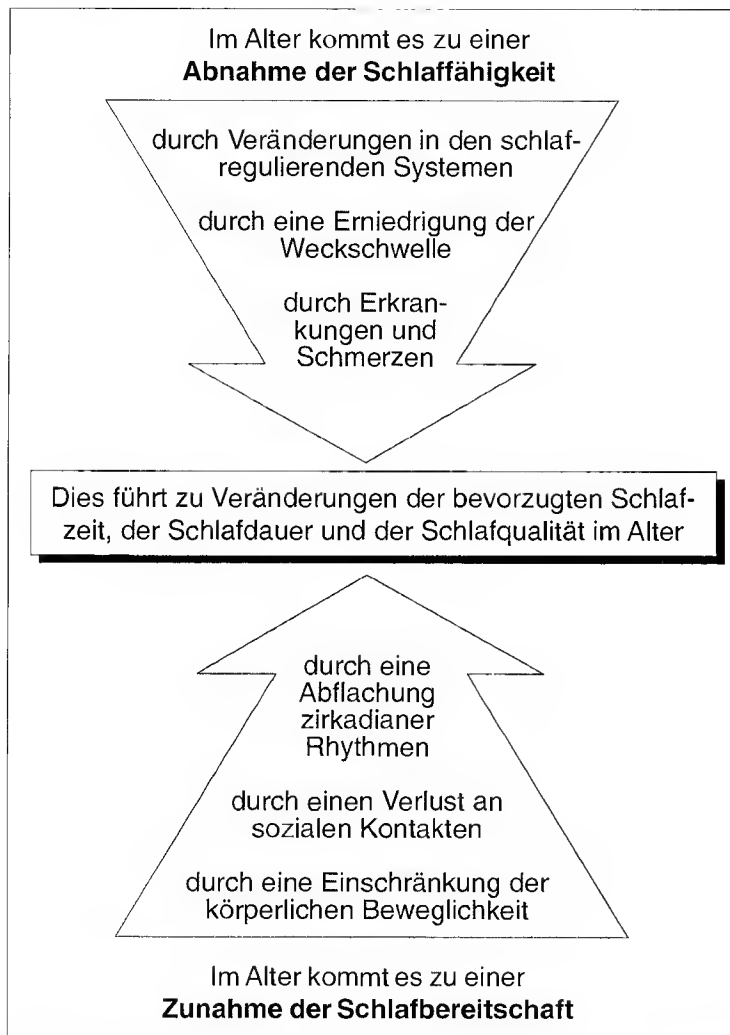 Im Alter kommt es zu einer
Abnahme der Schlaffähigkeit
durch Veränderungen in den schlaf-
regulierenden Systemen
durch eine Erniedrigung der
Weckschwelle
durch Erkran-
kungen und
Schmerzen
Dies führt zu Veränderungen der bevorzugten Schlaf-
zeit, der Schlafdauer und der Schlafqualität im Alter
durch eine
Abflachung
zirkadianer
Rhythmen
durch einen Verlust an
sozialen Kontakten
durch eine Einschränkung der
körperlichen Beweglichkeit
Im Alter kommt es zu einer
Zunahme der Schlafbereitschaft